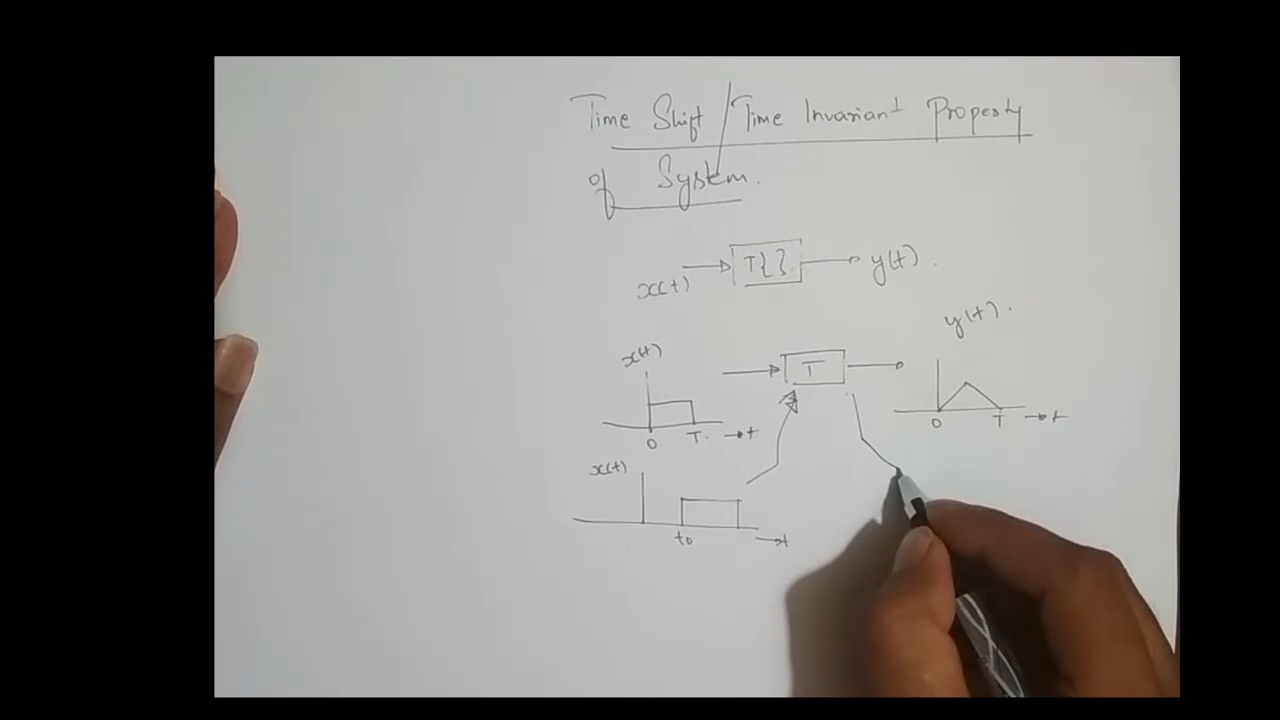 Time Shift / Time Invariant Property
of System.
x(t) T{ }. y(t) .
y(t) .
x(t) T
0 T. t 0 T t
x(t)
t0 t